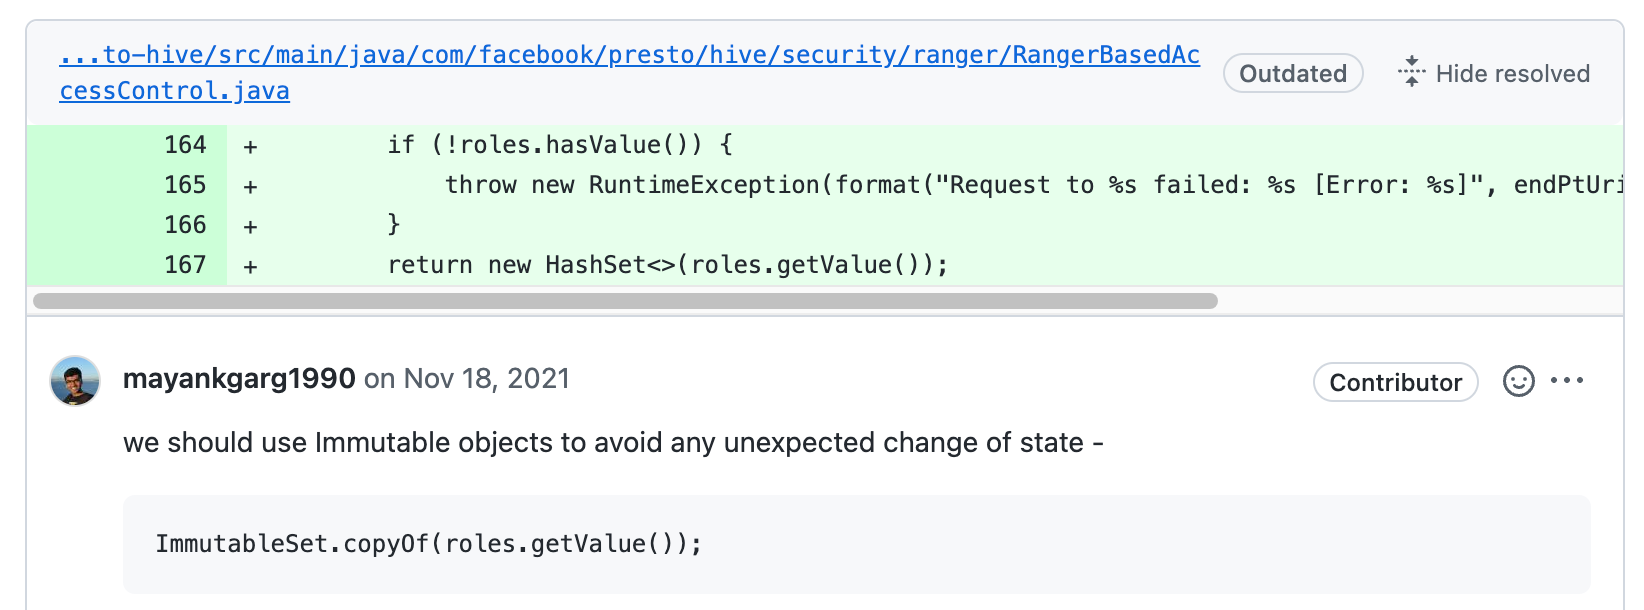 ...to-hive/src/main/java/com/facebook/presto/hive/security/ranger/RangerBasedAc
cessControl.java
Outdated
Hide resolved
164 + if (!roles.hasValue()) {
165 + throw new RuntimeException(format("Request to %s failed: %s [Error: %s]", endPtUri
166 + }
167 + return new HashSet<>(roles.getValue());
mayankgarg1990 on Nov 18, 2021
Contributor
we should use Immutable objects to avoid any unexpected change of state -
ImmutableSet.copyOf(roles.getValue());